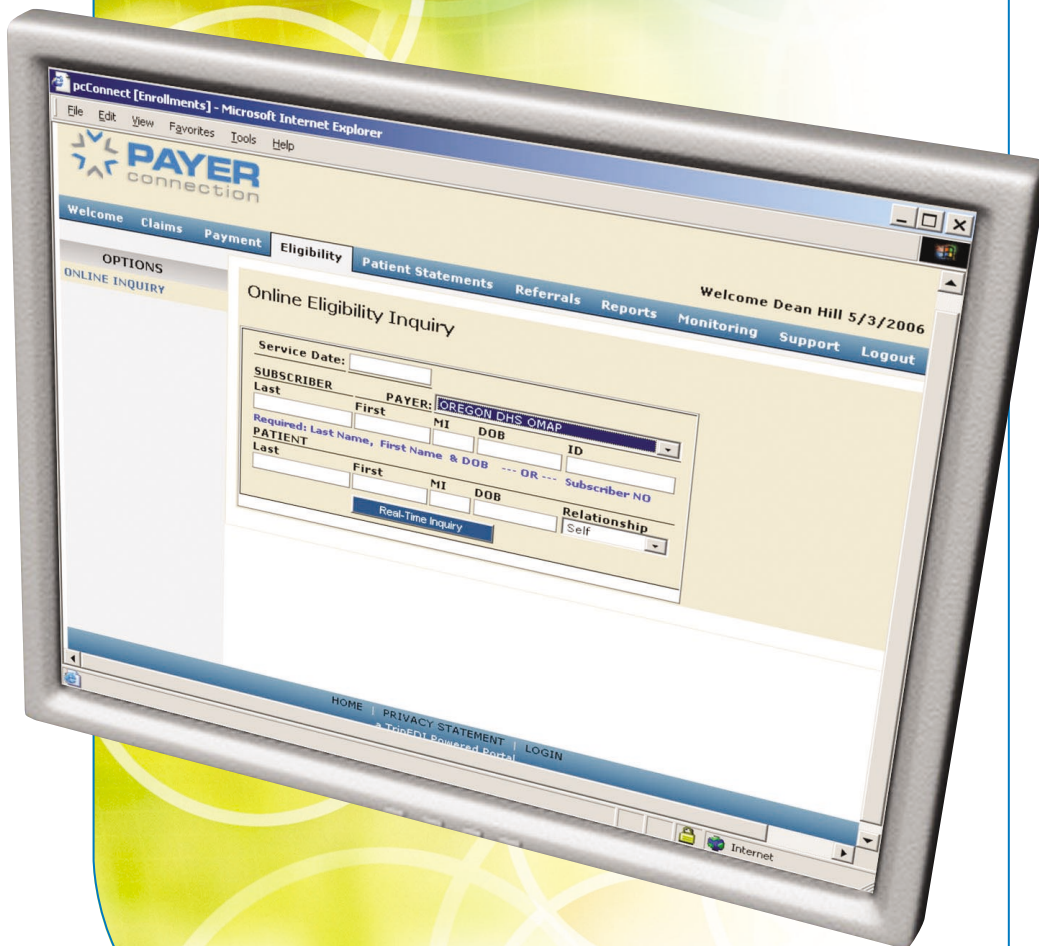 pcConnect [Enrollments] - Microsoft Internet Explorer
File Edit View Favorites Tools Help
PAYER
connection
Welcome Dean Hill 5/3/2006
Welcome Claims Payment Eligibility Patient Statements Referrals Reports Monitoring Support Logout
OPTIONS
ONLINE INQUIRY
Online Eligibility Inquiry
Service Date:
SUBSCRIBER PAYER: OREGON DHS OMAP
Last First MI DOB ID
Required: Last Name, First Name & DOB --- OR --- Subscriber NO
PATIENT
Last First MI DOB Relationship
Self
Real-Time Inquiry
HOME | PRIVACY STATEMENT | LOGIN
a TripEDI Powered Portal
Internet